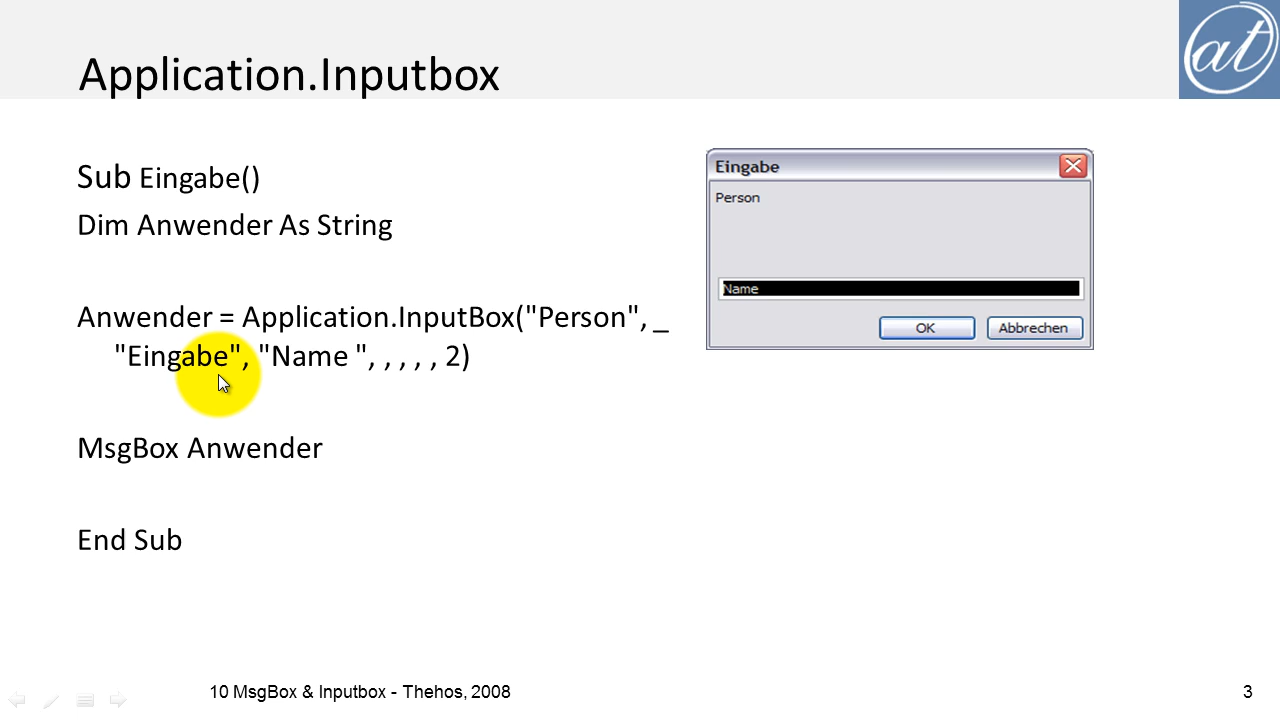 Application.Inputbox
at
Sub Eingabe()
Dim Anwender As String
Anwender = Application.InputBox("Person", _
"Eingabe", "Name ", , , , , 2)
MsgBox Anwender
End Sub
Eingabe
Person
Name
OK
Abbrechen
10 MsgBox & Inputbox - Thehos, 2008
3